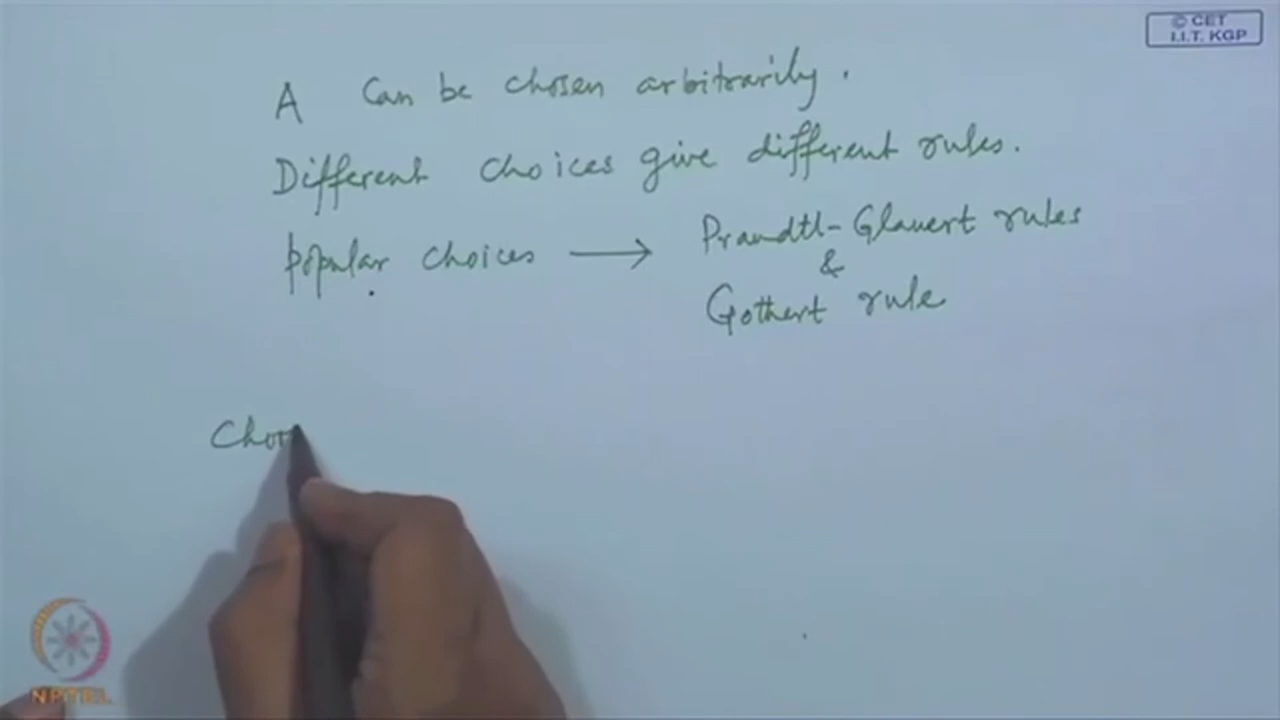 © CET
I.I.T. KGP
A Can be chosen arbitrarily.
Different choices give different rules.
popular choices → Prandtl-Glauert rules
&
Gothert rule
Choo
NPTEL